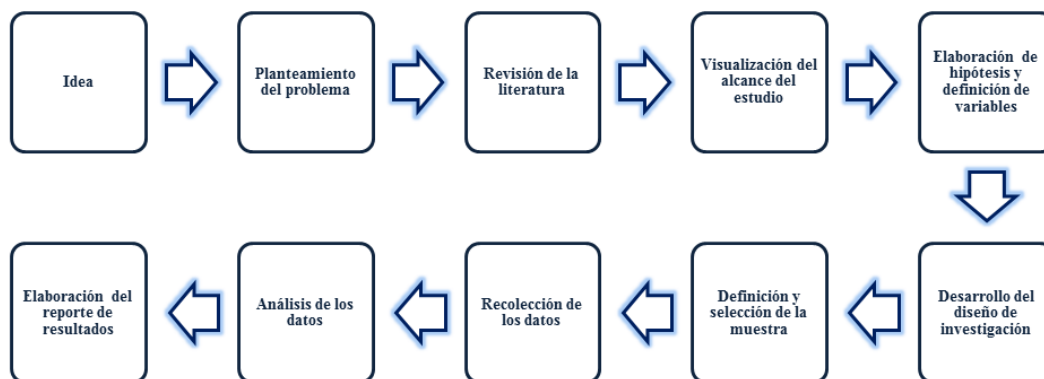 Idea
Planteamiento
del problema
Revisión de la
literatura
Visualización del
alcance del
estudio
Elaboración de
hipótesis y
definición de
variables
Desarrollo del
diseño de
investigación
Definición y
selección de la
muestra
Recolección de
los datos
Análisis de los
datos
Elaboración del
reporte de
resultados